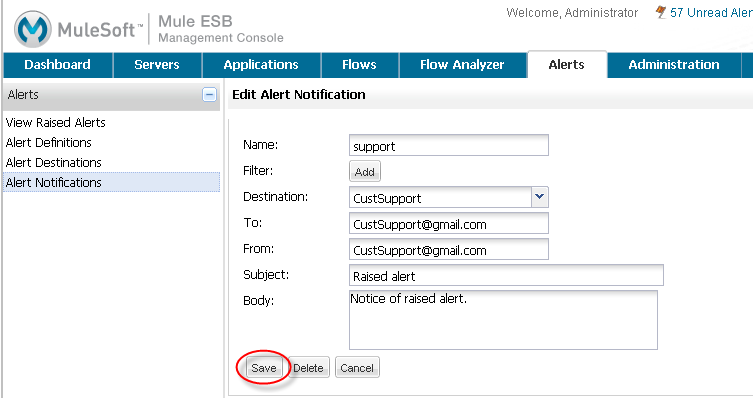 MuleSoft™ Mule ESB Management Console
Welcome, Administrator 57 Unread Aler
Dashboard Servers Applications Flows Flow Analyzer Alerts Administration
Alerts
View Raised Alerts
Alert Definitions
Alert Destinations
Alert Notifications
Edit Alert Notification
Name: support
Filter: Add
Destination: CustSupport
To: CustSupport@gmail.com
From: CustSupport@gmail.com
Subject: Raised alert
Body: Notice of raised alert.
Save Delete Cancel